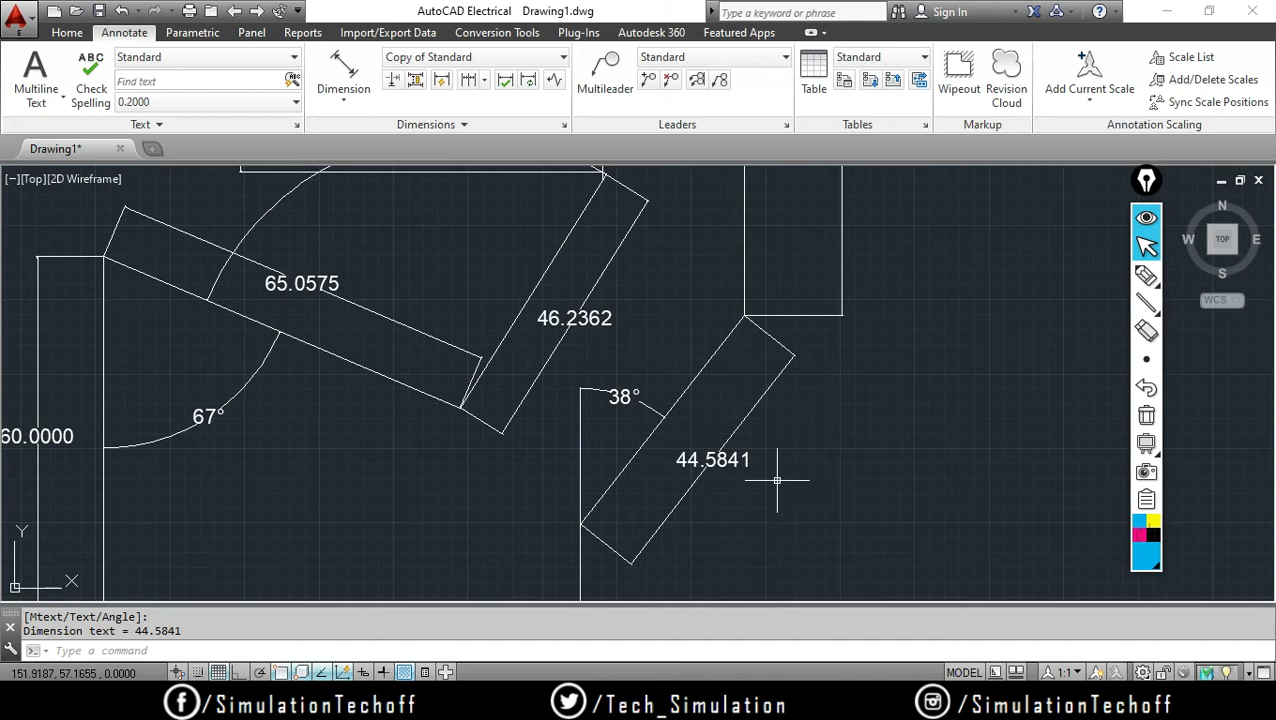 AutoCAD Electrical Drawing1.dwg
Type a keyword or phrase
Sign In
Home Annotate Parametric Panel Reports Import/Export Data Conversion Tools Plug-Ins Autodesk 360 Featured Apps
Multiline Text
ABC
Check Spelling
Standard
Find text
0.2000
Text
Dimension
Copy of Standard
Dimensions
Multileader
Standard
Leaders
Table
Standard
Tables
Wipeout
Revision Cloud
Markup
Add Current Scale
Scale List
Add/Delete Scales
Sync Scale Positions
Annotation Scaling
Drawing1*
[−][Top][2D Wireframe]
N
W TOP E
S
WCS
65.0575
46.2362
38°
67°
60.0000
44.5841
Y
X
[Mtext/Text/Angle]:
Dimension text = 44.5841
Type a command
151.9187, 57.1655, 0.0000
MODEL
1:1
/SimulationTechoff
/Tech_Simulation
/SimulationTechoff